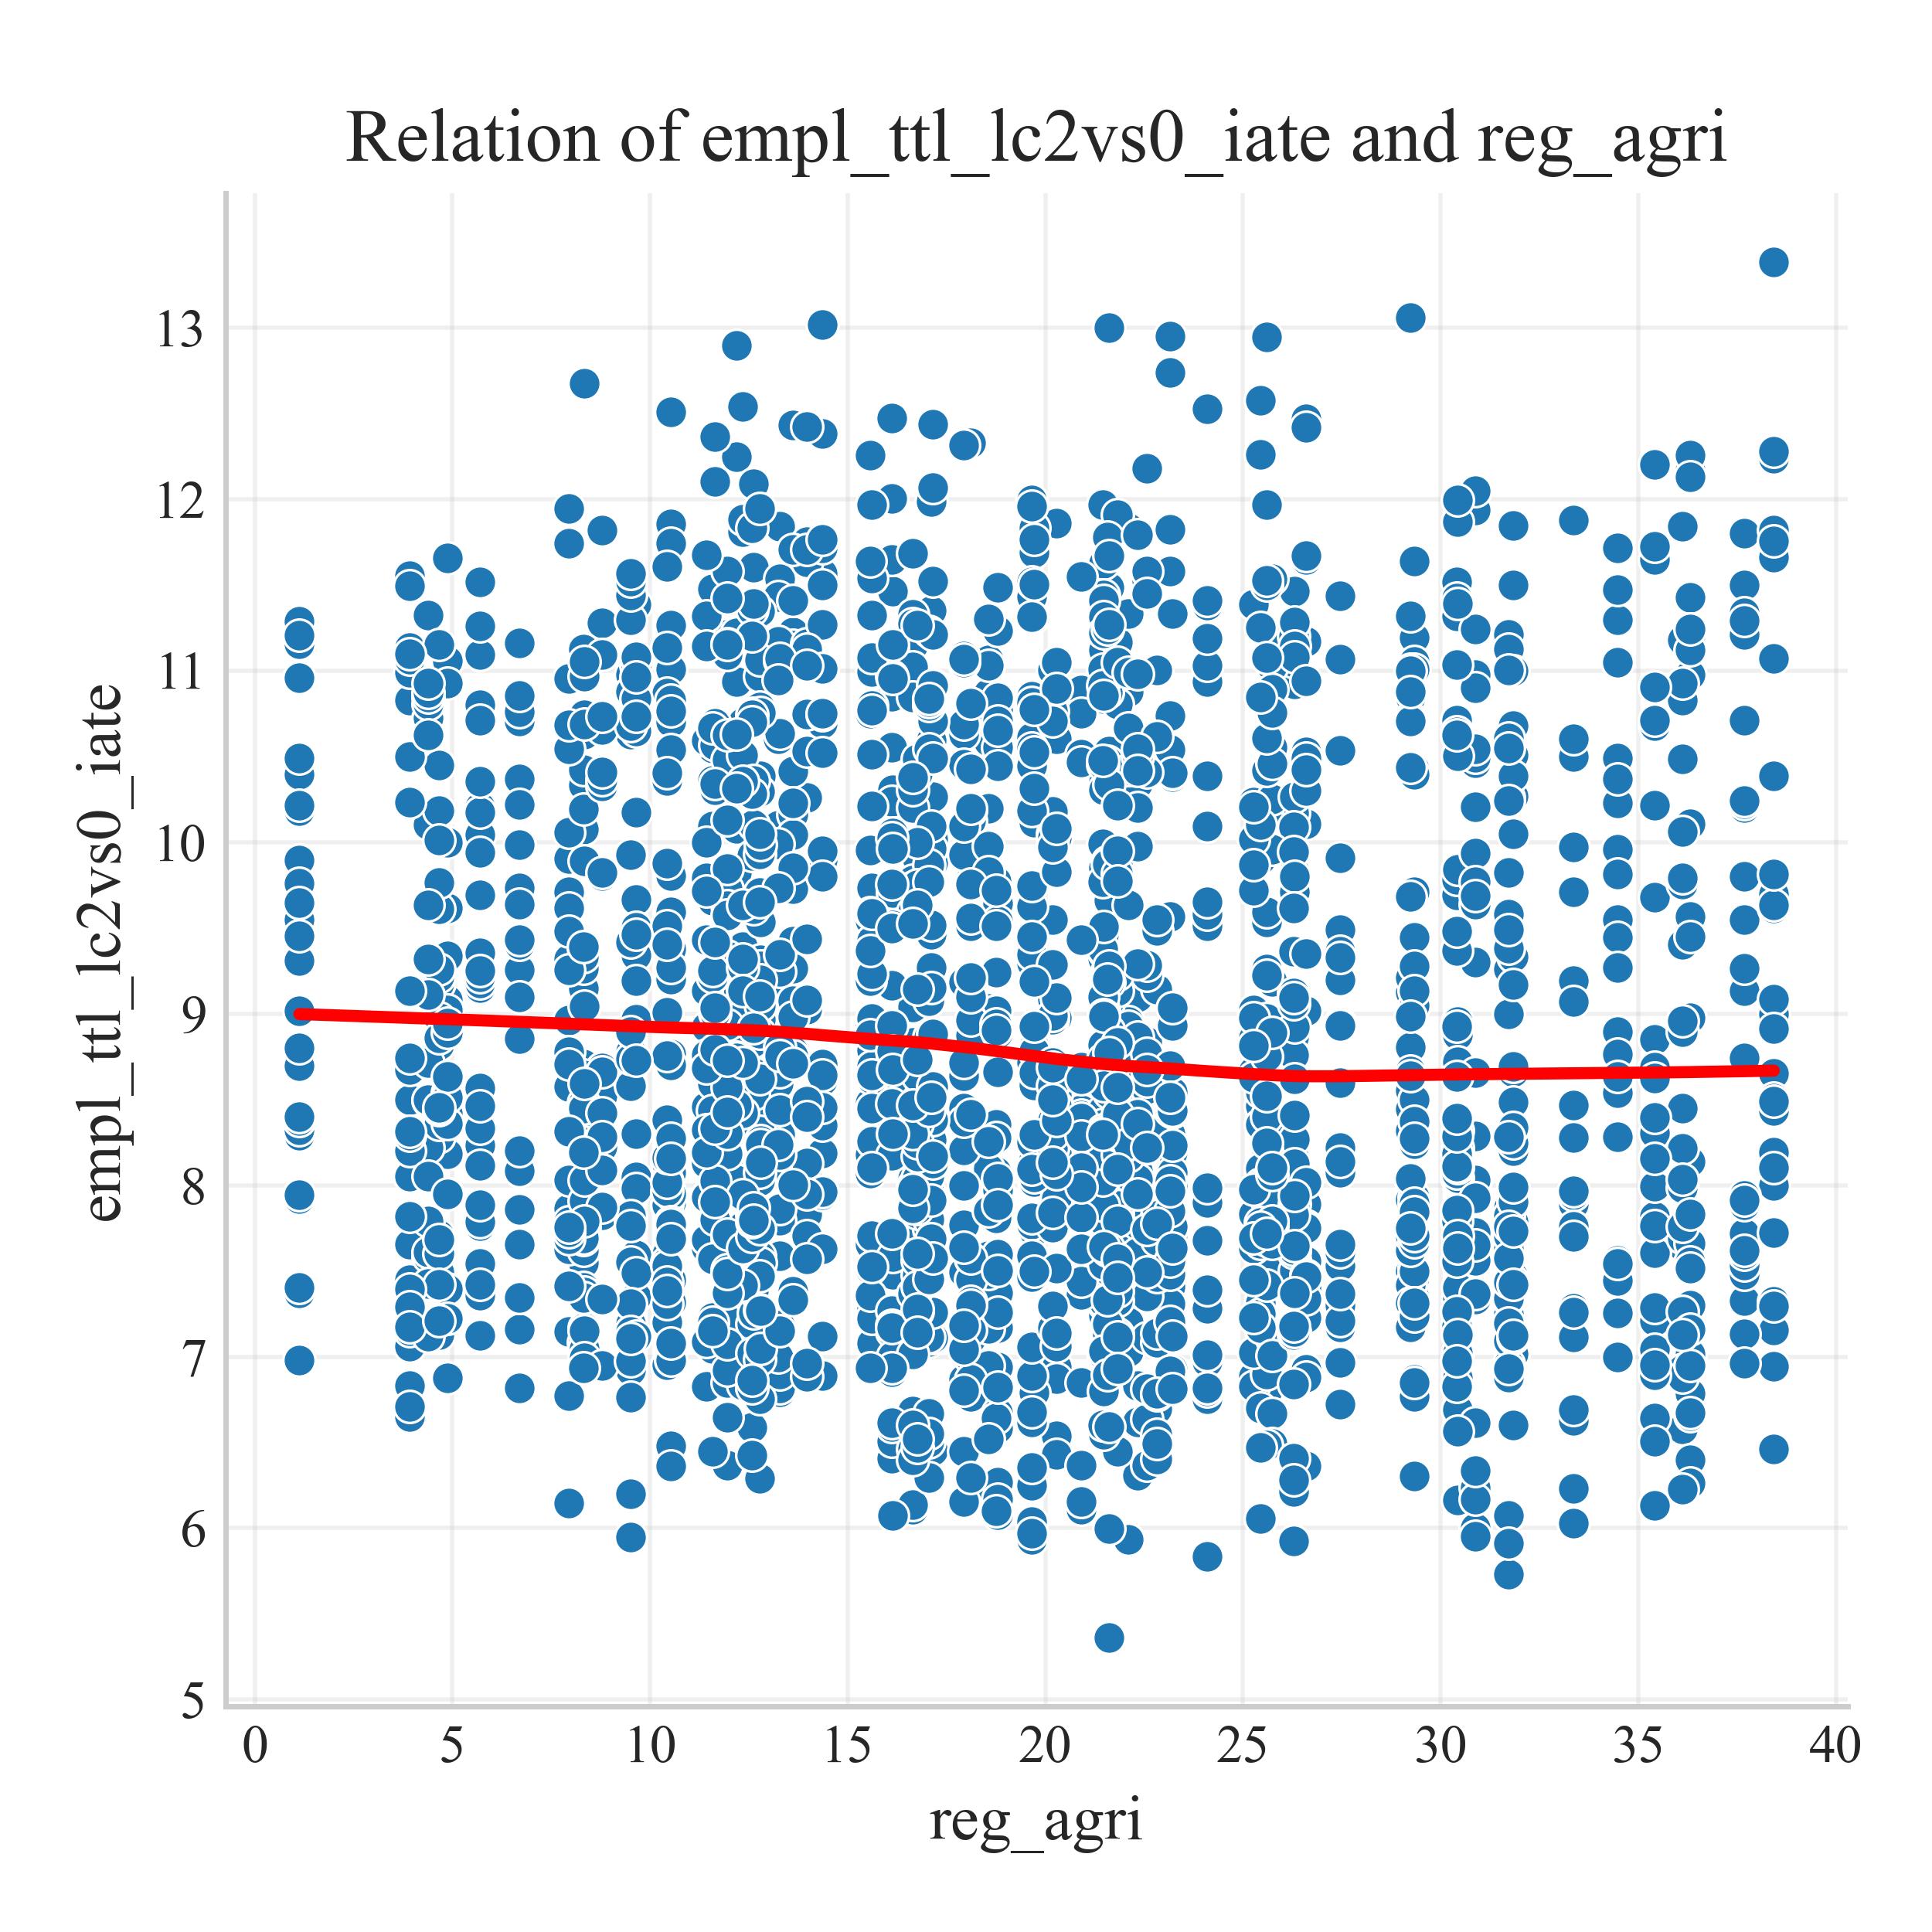 Relation of empl_ttl_lc2vs0_iate and reg_agri
empl_ttl_lc2vs0_iate
13
12
11
10
9
8
7
6
5
0 5 10 15 20 25 30 35 40
reg_agri